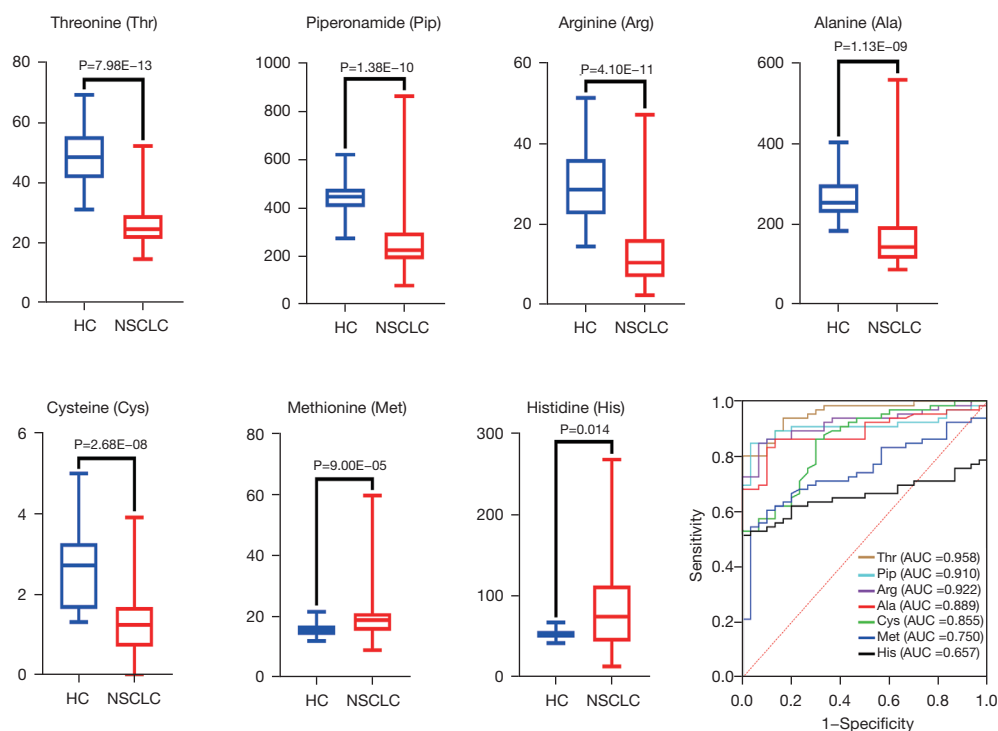 Threonine (Thr)
80
60
40
20
0
P=7.98E−13
HC
NSCLC
Piperonamide (Pip)
1000
800
600
400
200
0
P=1.38E−10
HC
NSCLC
Arginine (Arg)
60
40
20
0
P=4.10E−11
HC
NSCLC
Alanine (Ala)
600
400
200
0
P=1.13E−09
HC
NSCLC
Cysteine (Cys)
6
4
2
0
P=2.68E−08
HC
NSCLC
Methionine (Met)
80
60
40
20
0
P=9.00E−05
HC
NSCLC
Histidine (His)
300
200
100
0
P=0.014
HC
NSCLC
Sensitivity
1.0
0.8
0.6
0.4
0.2
0.0
Thr (AUC =0.958)
Pip (AUC =0.910)
Arg (AUC =0.922)
Ala (AUC =0.889)
Cys (AUC =0.855)
Met (AUC =0.750)
His (AUC =0.657)
0.0 0.2 0.4 0.6 0.8 1.0
1−Specificity